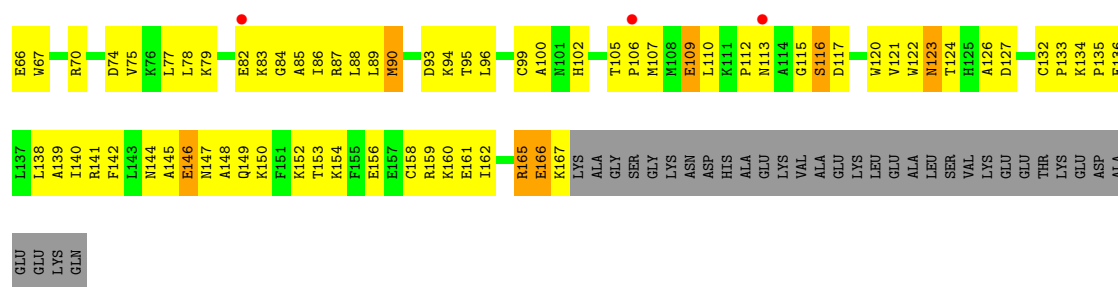 E66 W67 R70 D74 V75 K76 L77 L78 K79 E82 K83 G84 A85 I86 R87 L88 L89 M90 D93 K94 T95 L96 C99 A100 N101 H102 T105 P106 M107 M108 E109 L110 K111 P112 N113 A114 G115 S116 D117 W120 V121 W122 N123 T124 H125 A126 D127 C132 P133 K134 P135 E136
L137 L138 A139 I140 R141 F142 L143 N144 A145 E146 N147 A148 Q149 K150 F151 K152 T153 K154 F155 E156 E157 C158 R159 K160 E161 I162 R165 E166 K167 LYS ALA GLY SER GLY LYS ASN ASP HIS ALA GLU LYS VAL ALA GLU LYS LEU GLU ALA LEU SER VAL LYS GLU GLU THR LYS GLU ASP ALA
GLU GLU LYS GLN